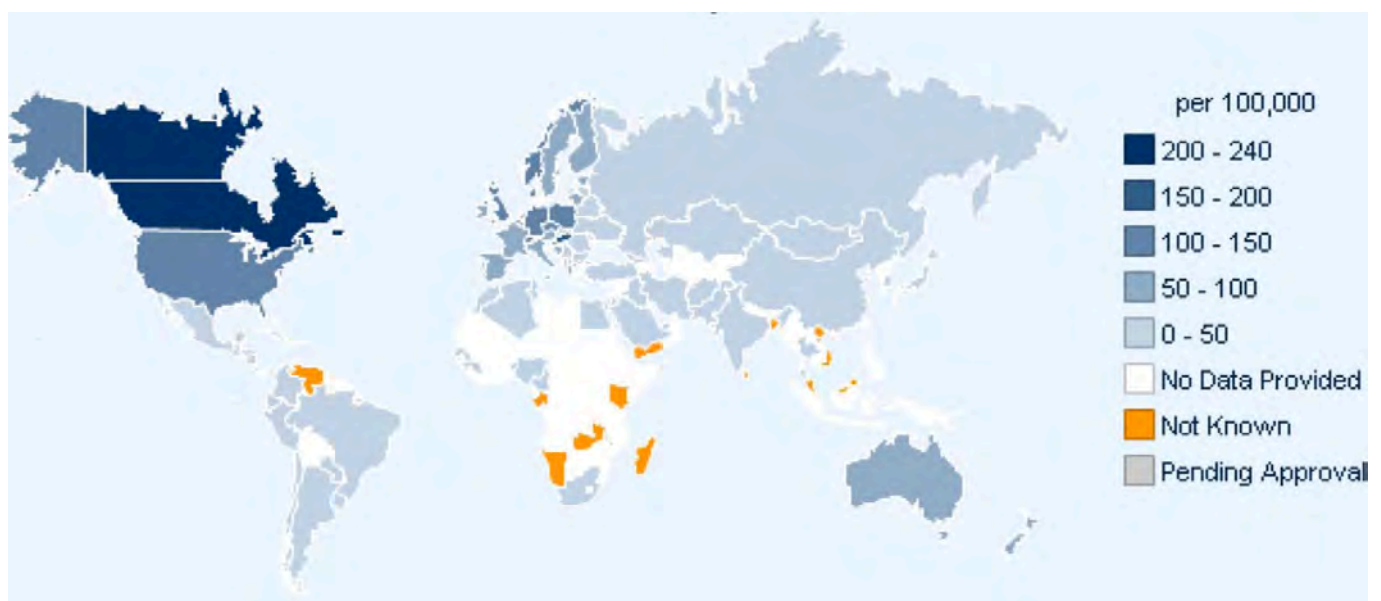 per 100,000
200 - 240
150 - 200
100 - 150
50 - 100
0 - 50
No Data Provided
Not Known
Pending Approval